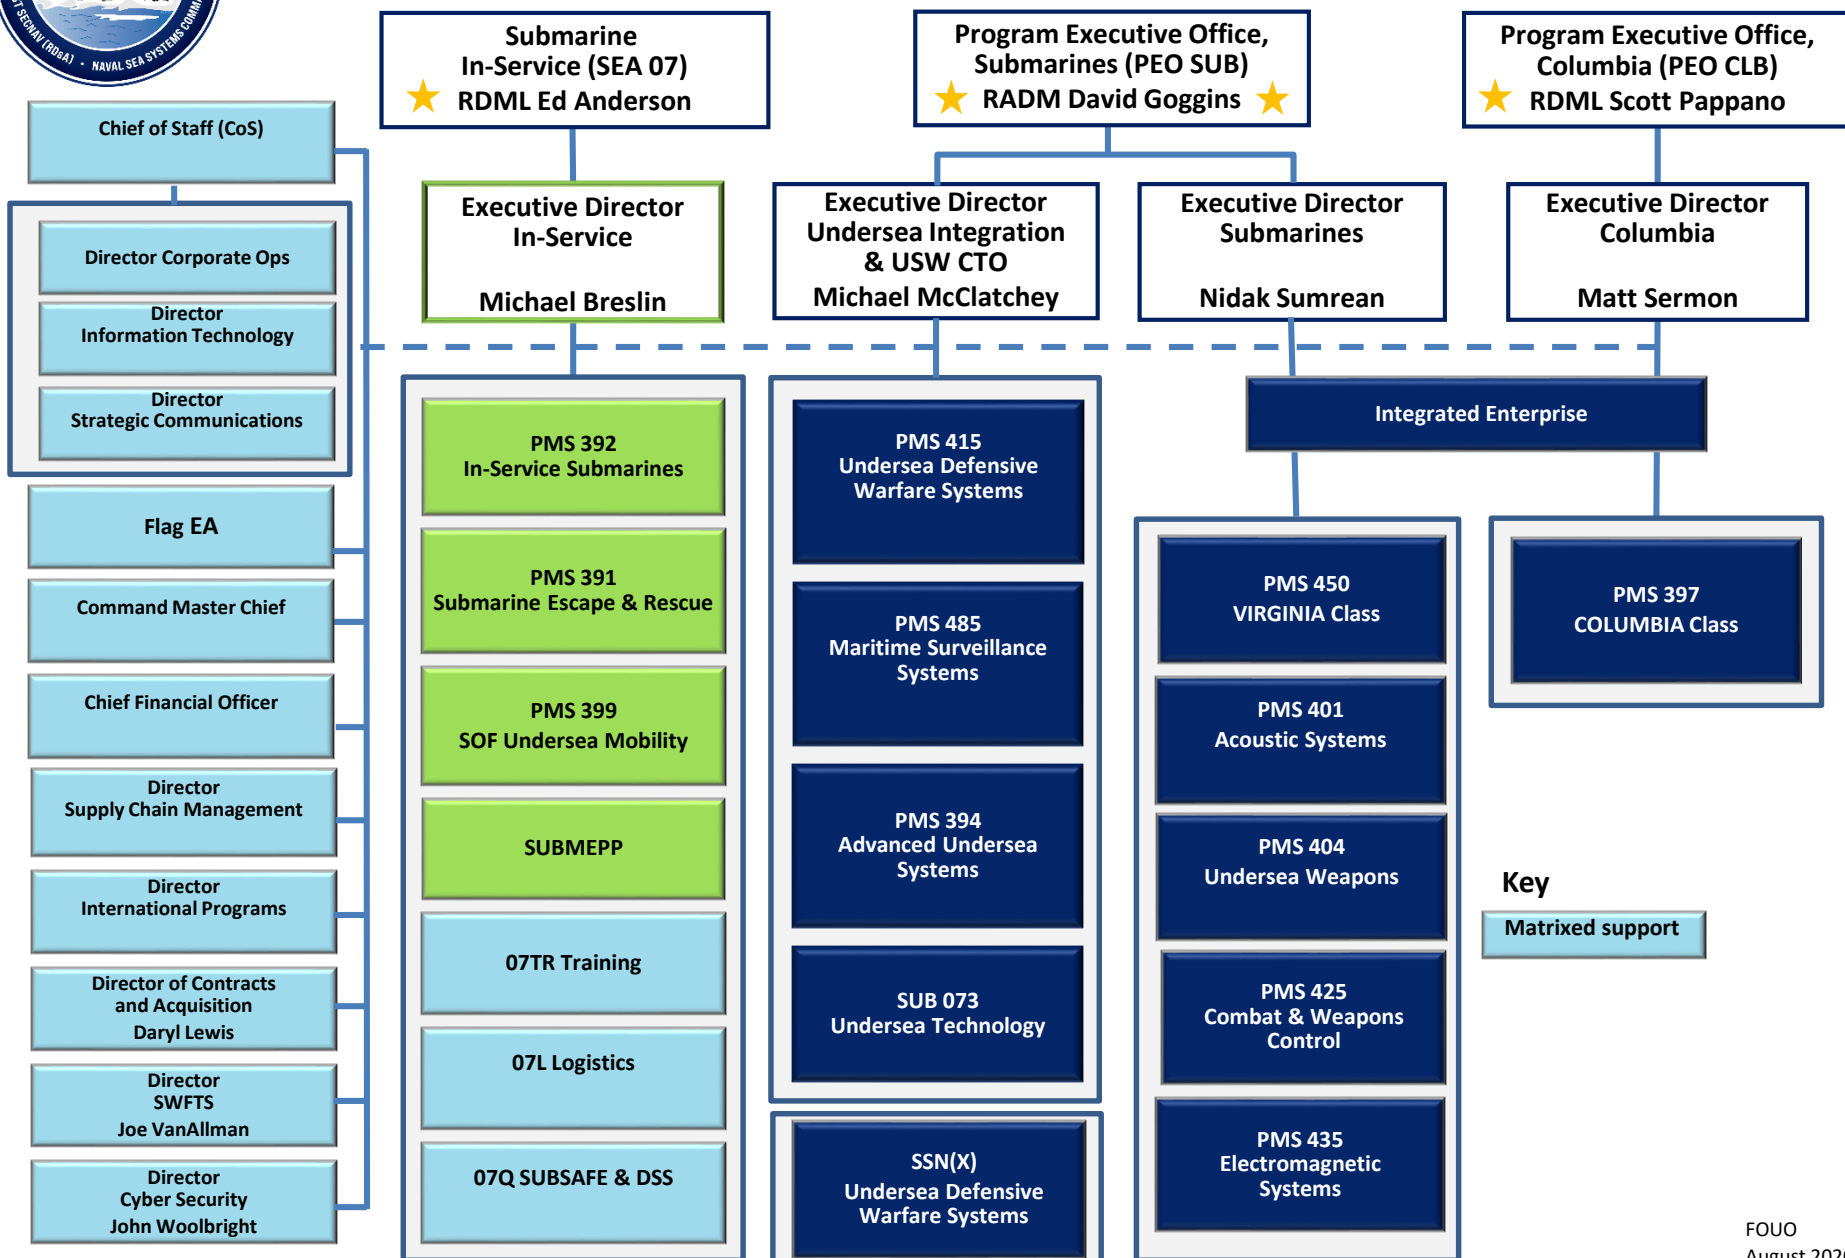 T SECNAV (RD&A) • NAVAL SEA SYSTEMS
Submarine
In-Service (SEA 07)
RDML Ed Anderson
Program Executive Office,
Submarines (PEO SUB)
RADM David Goggins
Program Executive Office,
Columbia (PEO CLB)
RDML Scott Pappano
Executive Director
In-Service
Michael Breslin
Executive Director
Undersea Integration
& USW CTO
Michael McClatchey
Executive Director
Submarines
Nidak Sumrean
Executive Director
Columbia
Matt Sermon
Chief of Staff (CoS)
Director Corporate Ops
Director
Information Technology
Director
Strategic Communications
Flag EA
Command Master Chief
Chief Financial Officer
Director
Supply Chain Management
Director
International Programs
Director of Contracts
and Acquisition
Daryl Lewis
Director
SWFTS
Joe VanAllman
Director
Cyber Security
John Woolbright
PMS 392
In-Service Submarines
PMS 391
Submarine Escape & Rescue
PMS 399
SOF Undersea Mobility
SUBMEPP
07TR Training
07L Logistics
07Q SUBSAFE & DSS
PMS 415
Undersea Defensive
Warfare Systems
PMS 485
Maritime Surveillance
Systems
PMS 394
Advanced Undersea
Systems
SUB 073
Undersea Technology
SSN(X)
Undersea Defensive
Warfare Systems
Integrated Enterprise
PMS 450
VIRGINIA Class
PMS 401
Acoustic Systems
PMS 404
Undersea Weapons
PMS 425
Combat & Weapons
Control
PMS 435
Electromagnetic
Systems
PMS 397
COLUMBIA Class
Key
Matrixed support
FOUO
August 2020